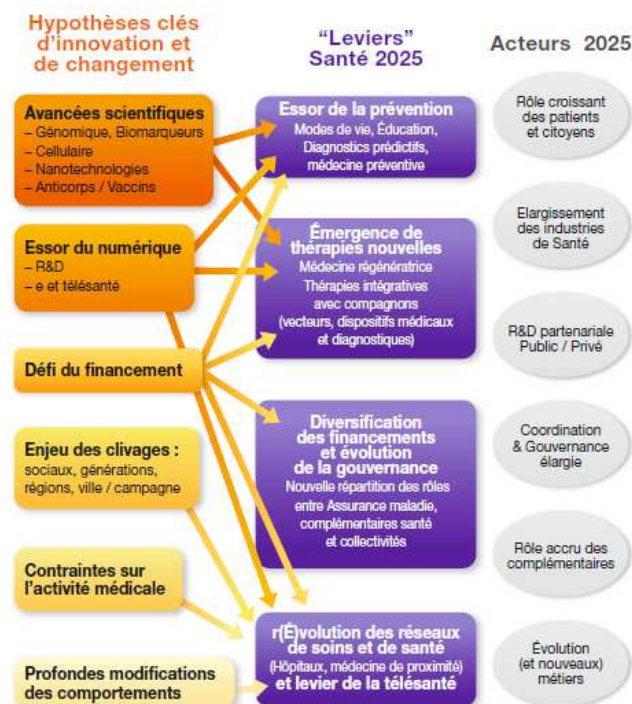 Hypothèses clés
d'innovation et
de changement
Avancées scientifiques
– Génomique, Biomarqueurs
– Cellulaire
– Nanotechnologies
– Anticorps / Vaccins
Essor du numérique
– R&D
– e et télésanté
Défi du financement
Enjeu des clivages :
sociaux, générations,
régions, ville / campagne
Contraintes sur
l'activité médicale
Profondes modifications
des comportements
“Leviers”
Santé 2025
Essor de la prévention
Modes de vie, Éducation,
Diagnostics prédictifs,
médecine préventive
Émergence de
thérapies nouvelles
Médecine régénératrice
Thérapies intégratives
avec compagnons
(vecteurs, dispositifs médicaux
et diagnostiques)
Diversification
des financements
et évolution
de la gouvernance
Nouvelle répartition des rôles
entre Assurance maladie,
complémentaires santé
et collectivités
r(É)volution des réseaux
de soins et de santé
(Hôpitaux, médecine de proximité)
et levier de la télésanté
Acteurs 2025
Rôle croissant
des patients
et citoyens
Elargissement
des industries
de Santé
R&D partenariale
Public / Privé
Coordination
& Gouvernance
élargie
Rôle accru des
complémentaires
Évolution
(et nouveaux)
métiers